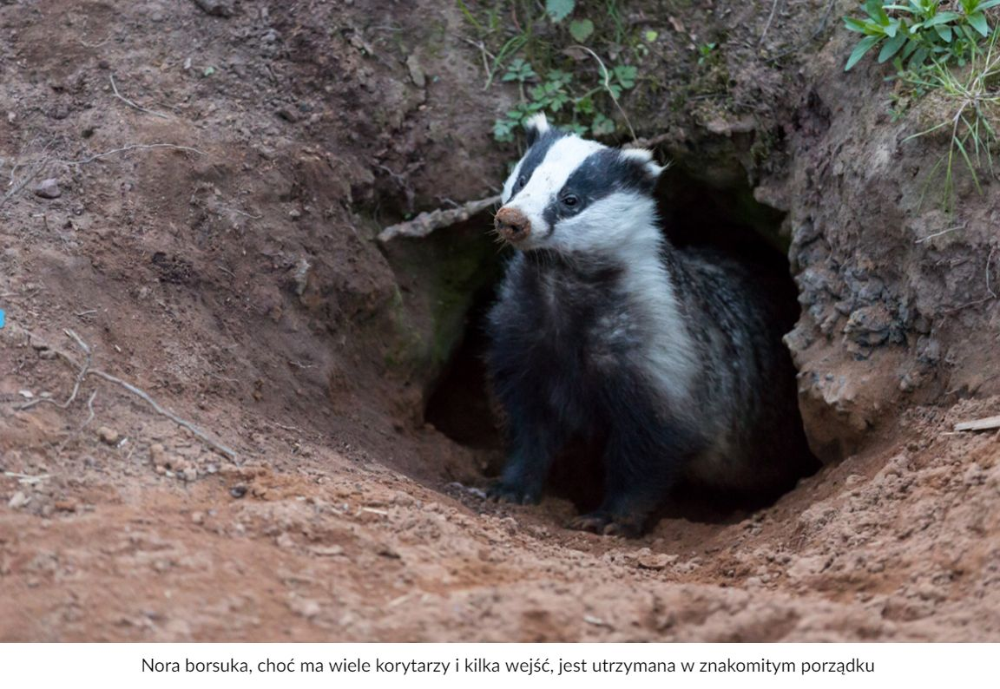 Nora borsuka, choć ma wiele korytarzy i kilka wejść, jest utrzymana w znakomitym porządku